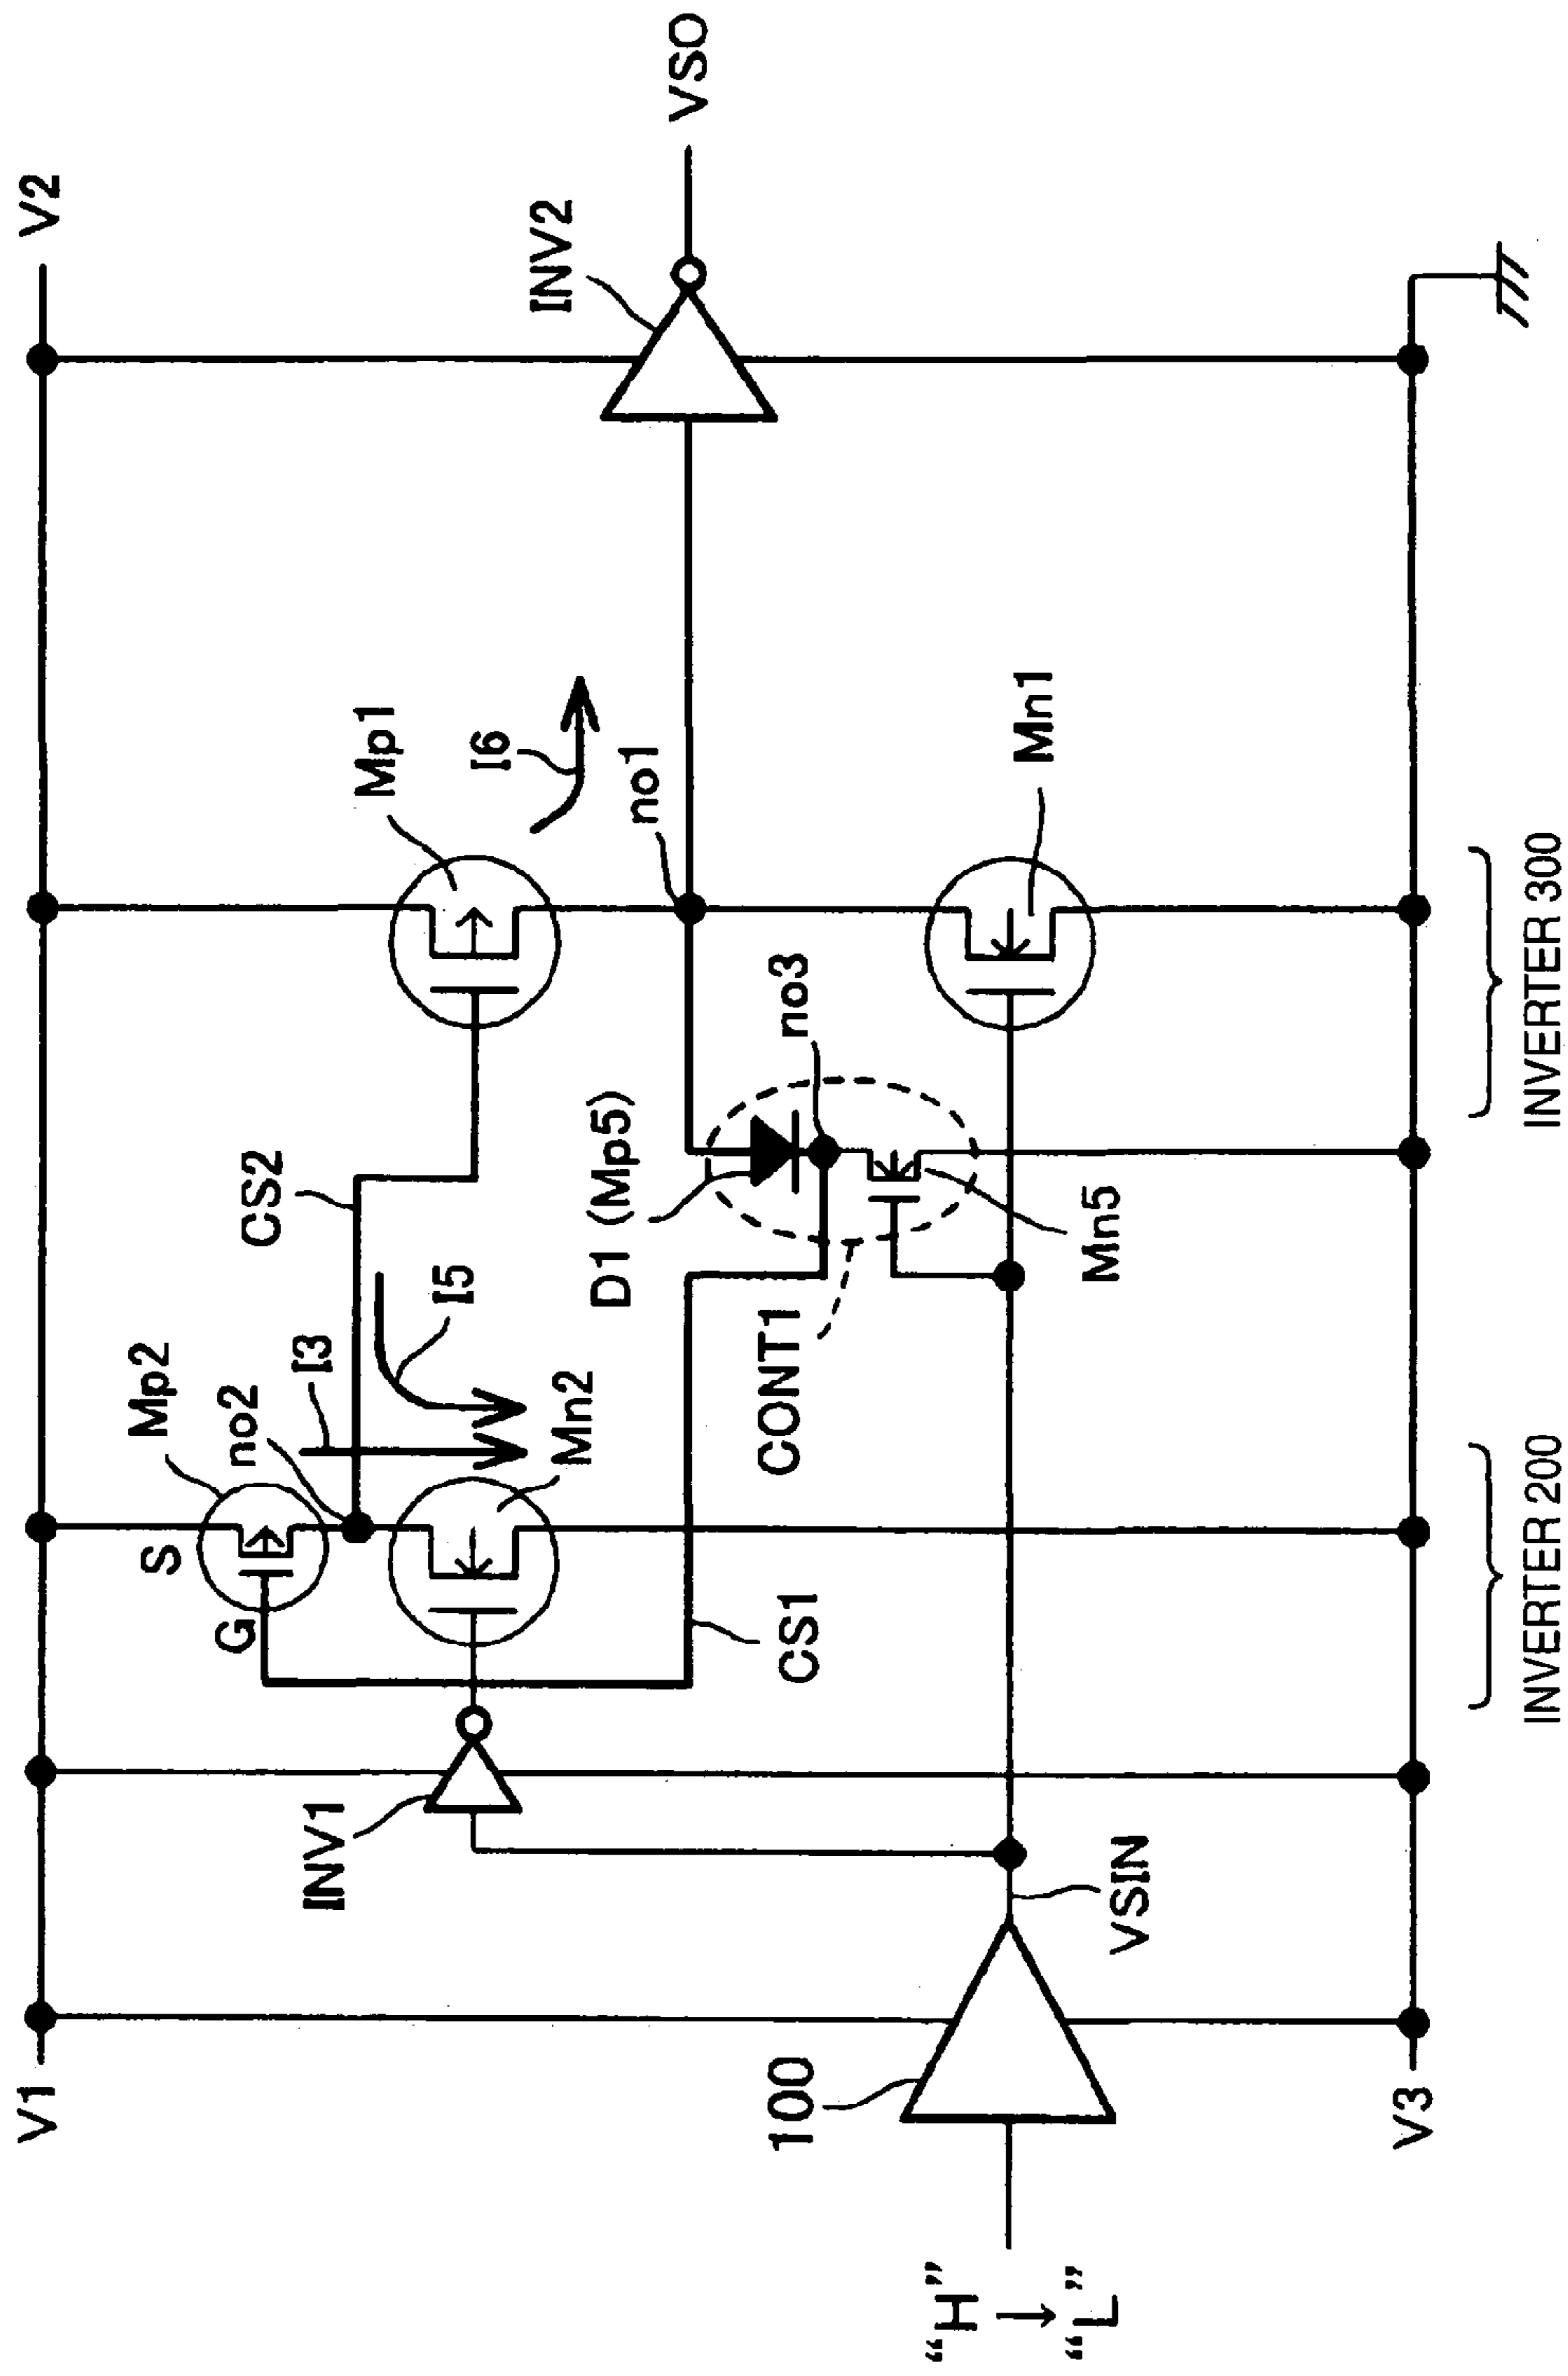 V1
V2
Mp2
S
G
no2
I3
I5
CS2
Mp1
I6
INV2
VSO
no1
INV1
Mn2
D1 (Mp5)
no3
CS1
CONT1
Mn5
Mn1
100
VSIN
“H”
→
“L”
V3
INVERTER 200
INVERTER 300